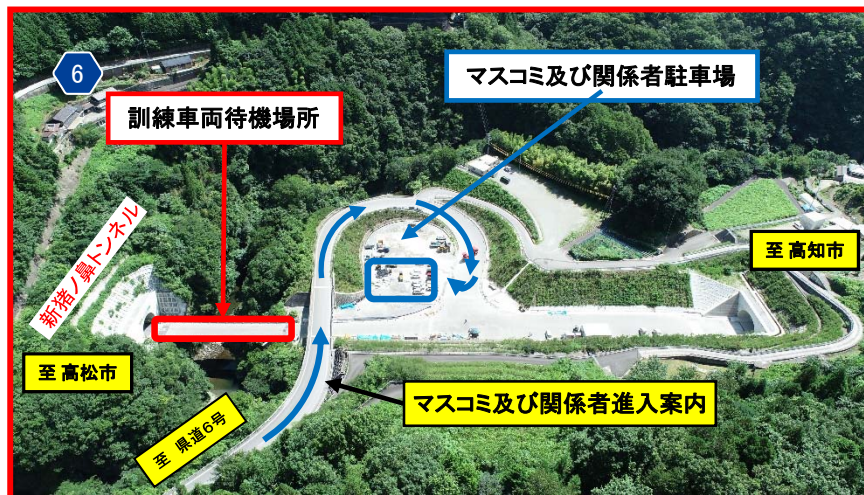 6
マスコミ及び関係者駐車場
訓練車両待機場所
新猪ノ鼻トンネル
至 高知市
至 高松市
マスコミ及び関係者進入案内
至 県道6号